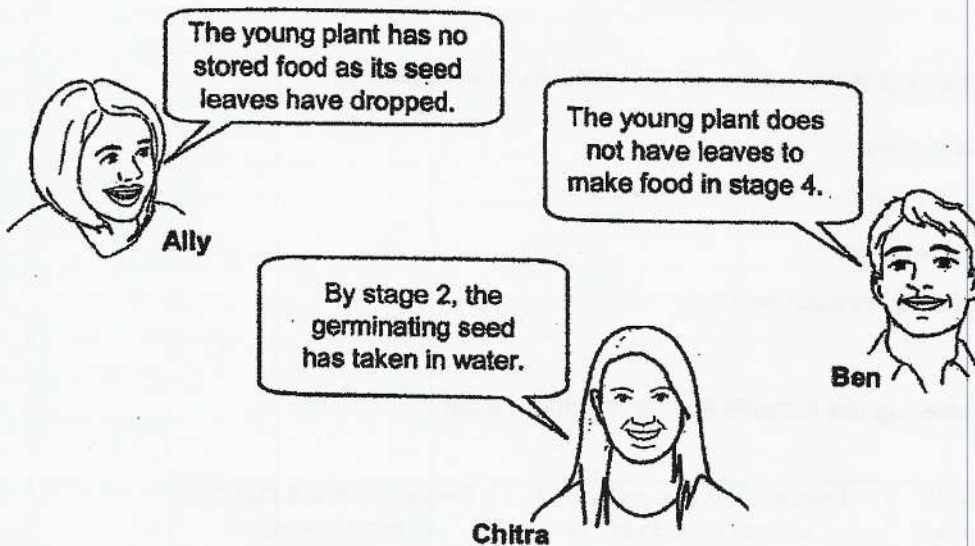 The young plant has no
stored food as its seed
leaves have dropped.
Ally
The young plant does
not have leaves to
make food in stage 4.
Ben
By stage 2, the
germinating seed
has taken in water.
Chitra